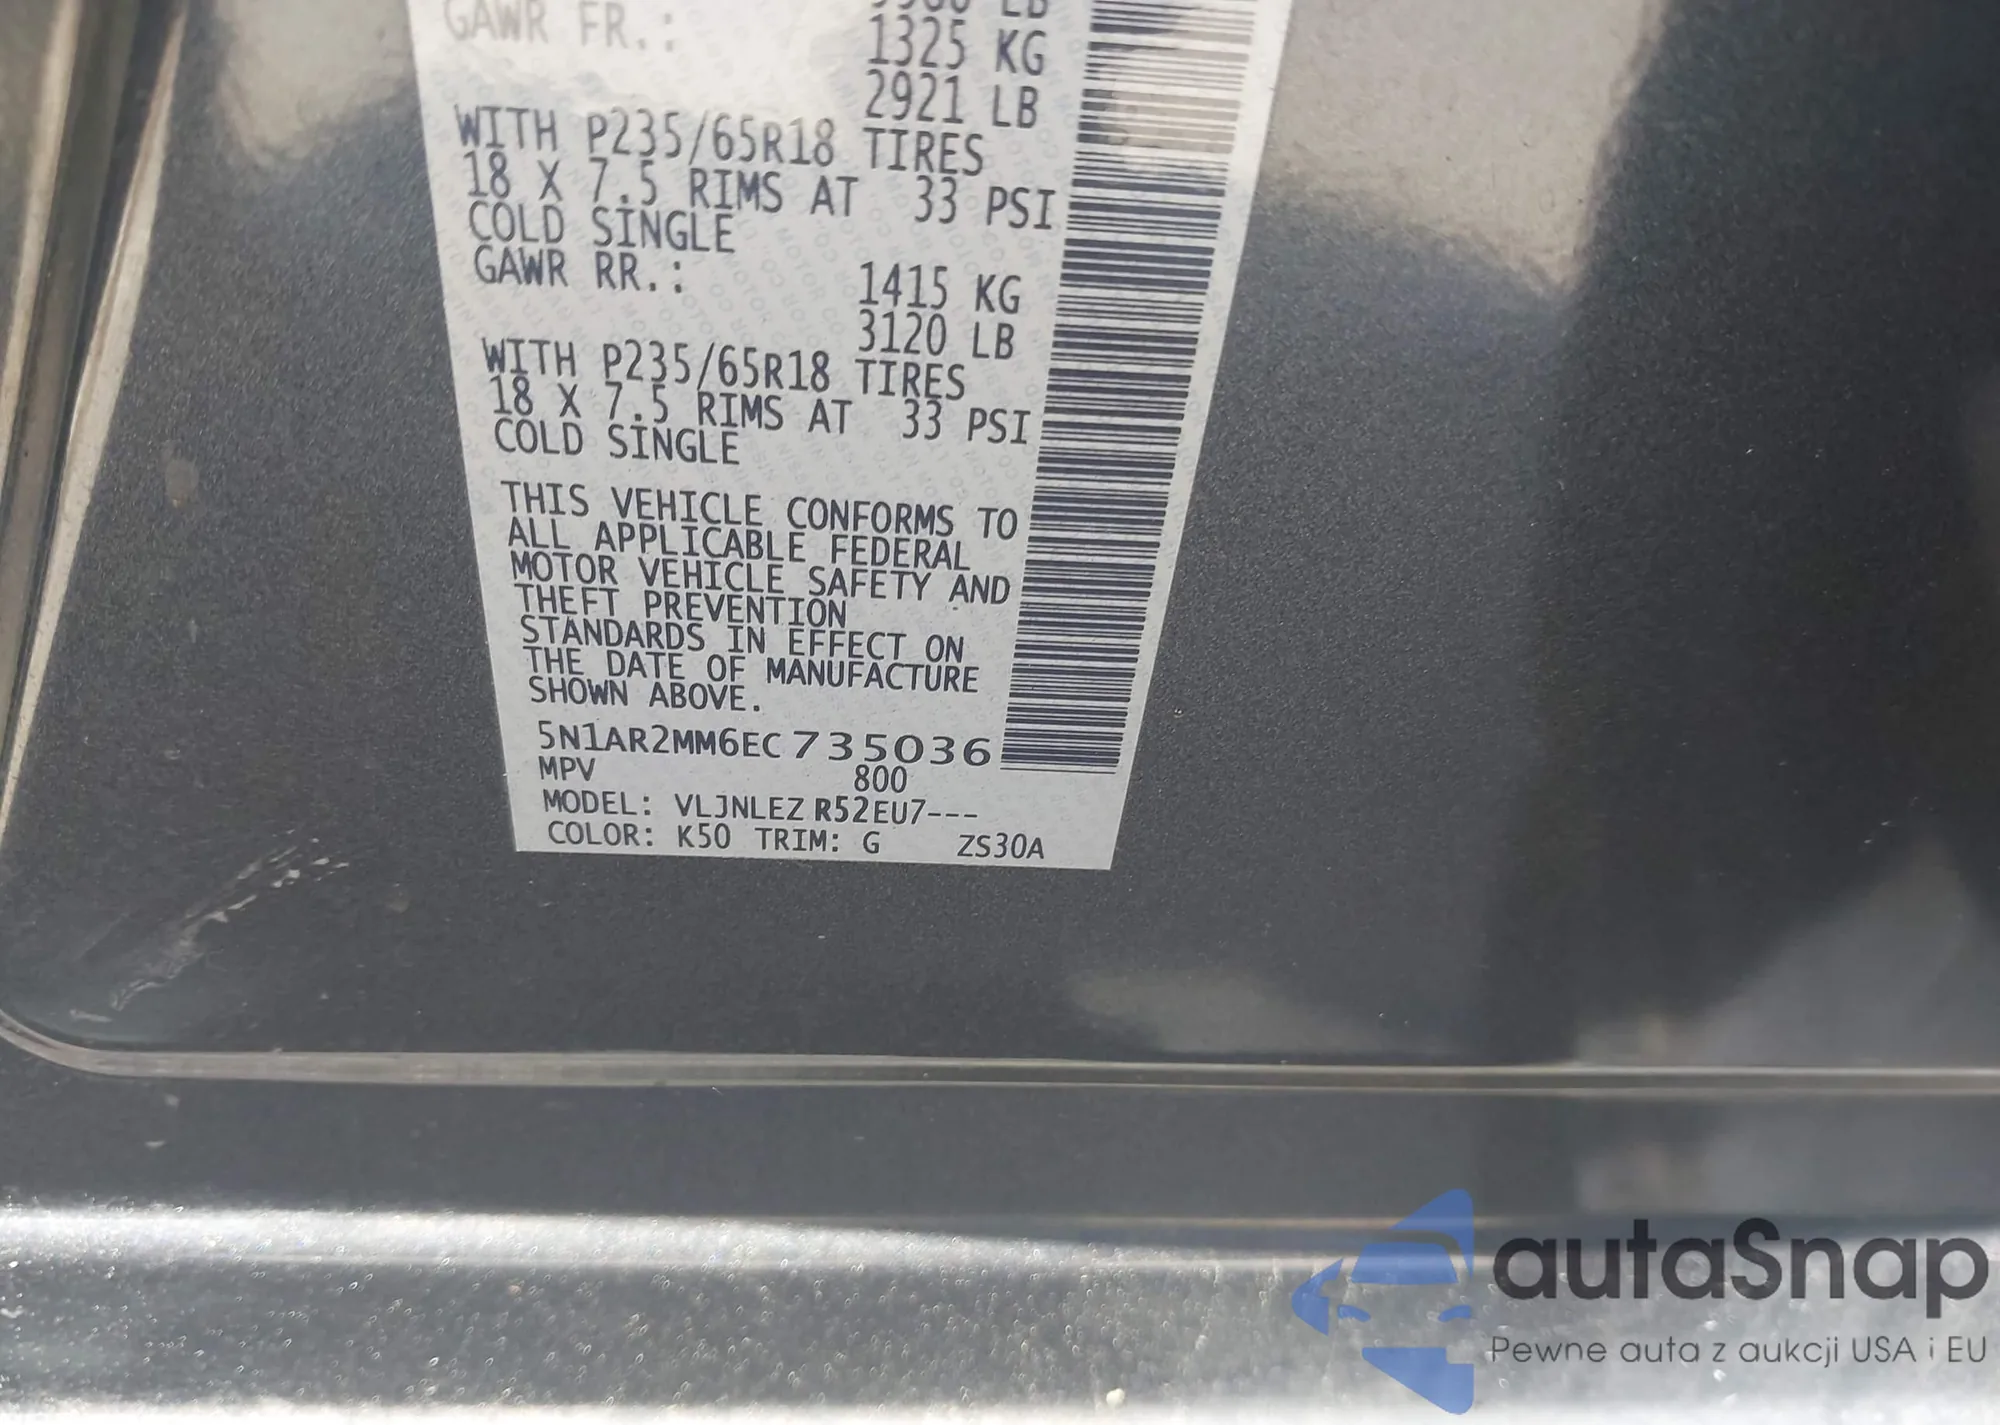 GAWR FR.:
1325 KG
2921 LB
WITH P235/65R18 TIRES
18 X 7.5 RIMS AT 33 PSI
COLD SINGLE
GAWR RR.:
1415 KG
3120 LB
WITH P235/65R18 TIRES
18 X 7.5 RIMS AT 33 PSI
COLD SINGLE
THIS VEHICLE CONFORMS TO
ALL APPLICABLE FEDERAL
MOTOR VEHICLE SAFETY AND
THEFT PREVENTION
STANDARDS IN EFFECT ON
THE DATE OF MANUFACTURE
SHOWN ABOVE.
5N1AR2MM6EC735036
MPV 800
MODEL: VLJNLEZ R52EU7---
COLOR: K50 TRIM: G ZS30A
autaSnap
Pewne auta z aukcji USA i EU